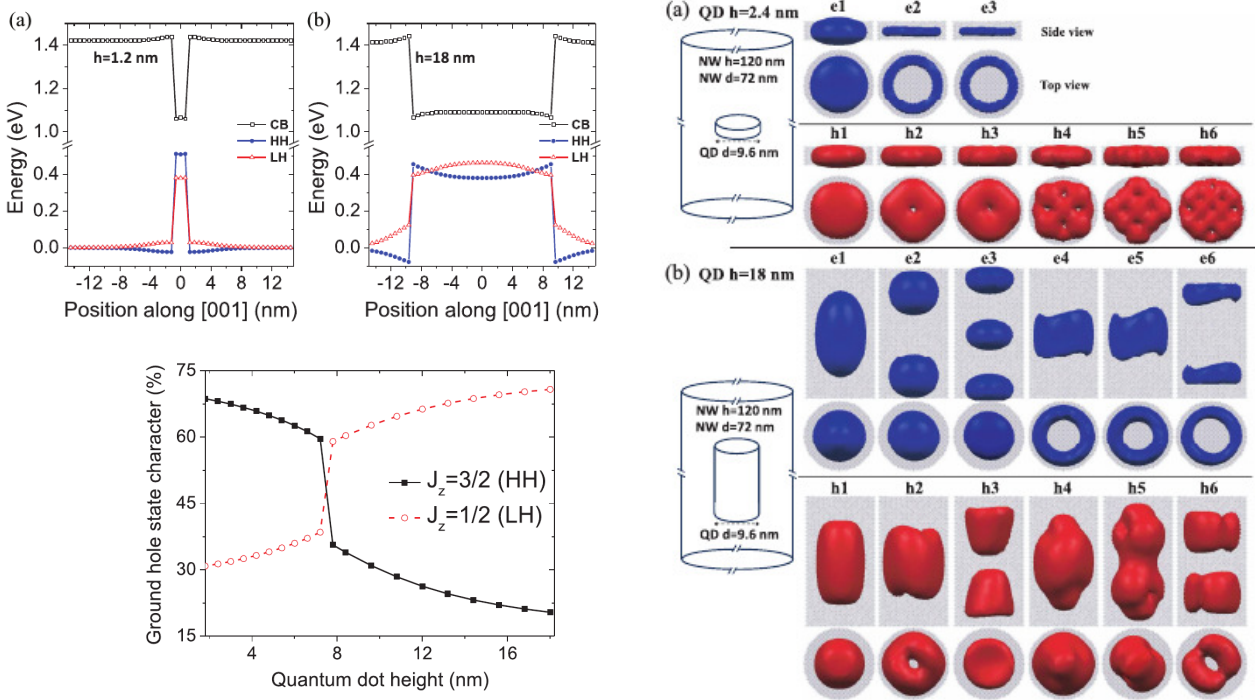 (a)
1.4
1.2
1.0
0.4
0.2
0.0
h=1.2 nm
CB
HH
LH
Energy (eV)
-12 -8 -4 0 4 8 12
Position along [001] (nm)
(b)
1.4
1.2
1.0
0.4
0.2
0.0
h=18 nm
CB
HH
LH
Energy (eV)
-12 -8 -4 0 4 8 12
Position along [001] (nm)
75
60
45
30
15
Ground hole state character (%)
J_z=3/2 (HH)
J_z=1/2 (LH)
4 8 12 16
Quantum dot height (nm)
(a) QD h=2.4 nm
NW h=120 nm
NW d=72 nm
QD d=9.6 nm
e1 e2 e3
Side view
Top view
h1 h2 h3 h4 h5 h6
(b) QD h=18 nm
NW h=120 nm
NW d=72 nm
QD d=9.6 nm
e1 e2 e3 e4 e5 e6
h1 h2 h3 h4 h5 h6